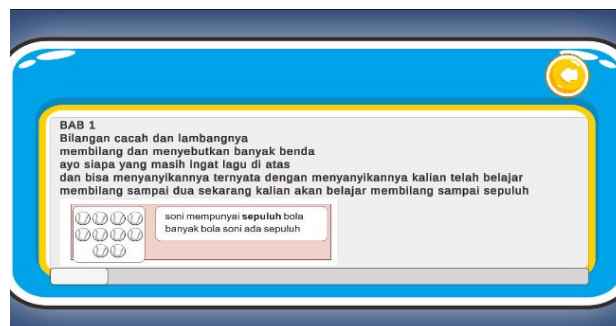 BAB 1
Bilangan cacah dan lambangnya
membilang dan menyebutkan banyak benda
ayo siapa yang masih ingat lagu di atas
dan bisa menyanyikannya ternyata dengan menyanyikannya kalian telah belajar
membilang sampai dua sekarang kalian akan belajar membilang sampai sepuluh
soni mempunyai sepuluh bola
banyak bola soni ada sepuluh